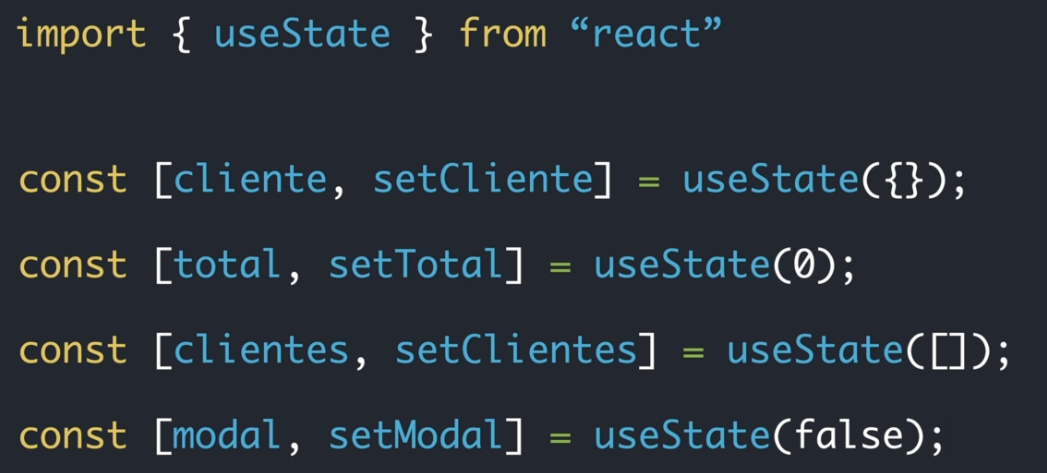 import { useState } from “react”
const [cliente, setCliente] = useState({});
const [total, setTotal] = useState(0);
const [clientes, setClientes] = useState([]);
const [modal, setModal] = useState(false);